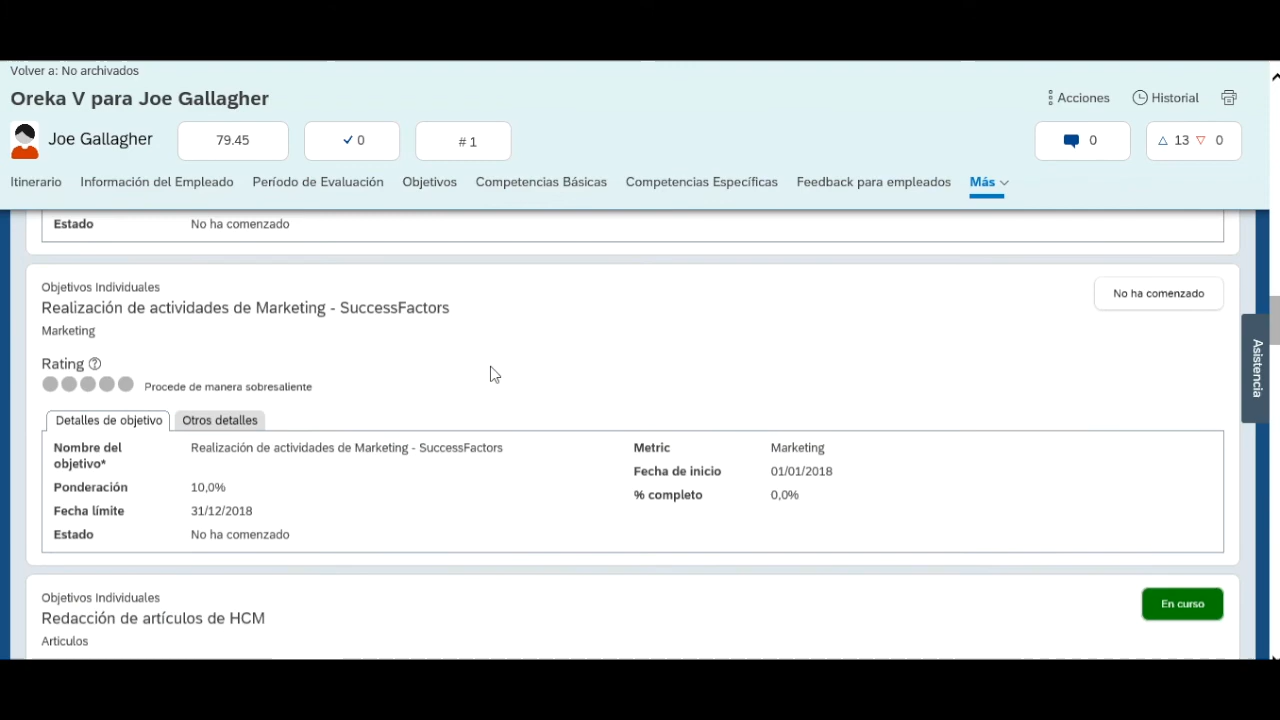 Volver a: No archivados
Oreka V para Joe Gallagher
Acciones
Historial
Joe Gallagher
79.45
0
# 1
0
13
0
Itinerario
Información del Empleado
Período de Evaluación
Objetivos
Competencias Básicas
Competencias Específicas
Feedback para empleados
Más
Estado No ha comenzado
Objetivos Individuales
Realización de actividades de Marketing - SuccessFactors
No ha comenzado
Marketing
Rating
Procede de manera sobresaliente
Asistencia
Detalles de objetivo
Otros detalles
Nombre del
objetivo*
Realización de actividades de Marketing - SuccessFactors
Metric Marketing
Fecha de inicio 01/01/2018
Ponderación 10,0%
% completo 0,0%
Fecha límite 31/12/2018
Estado No ha comenzado
Objetivos Individuales
Redacción de artículos de HCM
En curso
Articulos